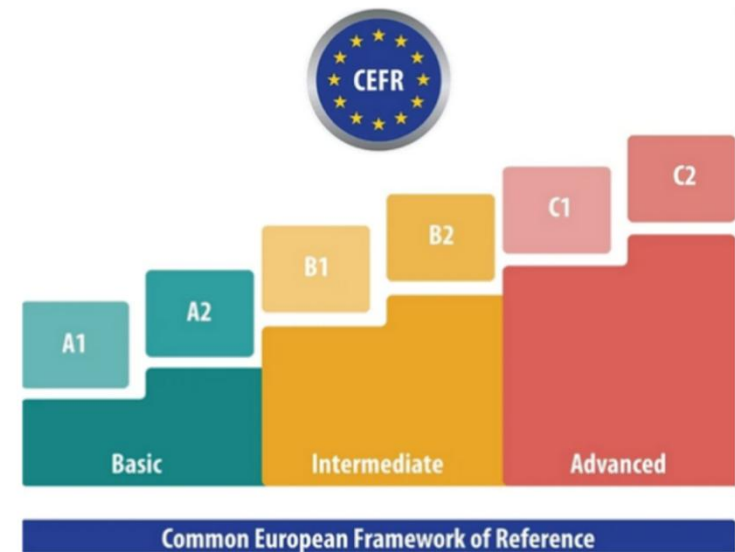 CEFR
C2
C1
B2
B1
A2
A1
Basic
Intermediate
Advanced
Common European Framework of Reference